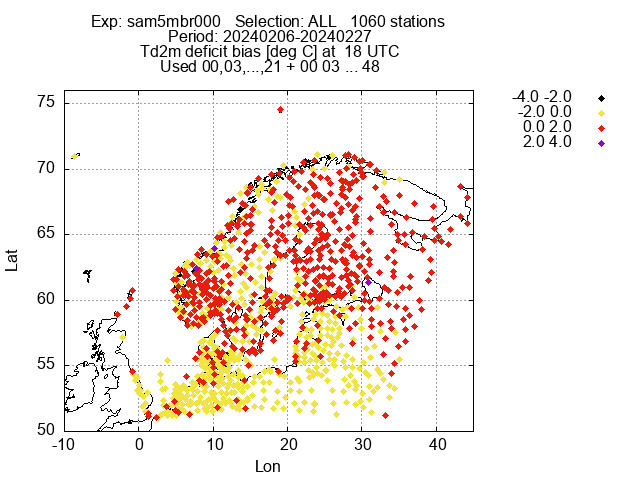 Exp: sam5mbr000   Selection: ALL   1060 stations
Period: 20240206-20240227
Td2m deficit bias [deg C] at  18 UTC
Used 00,03,...,21 + 00 03 ... 48
-4.0 -2.0
-2.0 0.0
0.0 2.0
2.0 4.0
75
70
65
60
55
50
Lat
-10 0 10 20 30 40
Lon